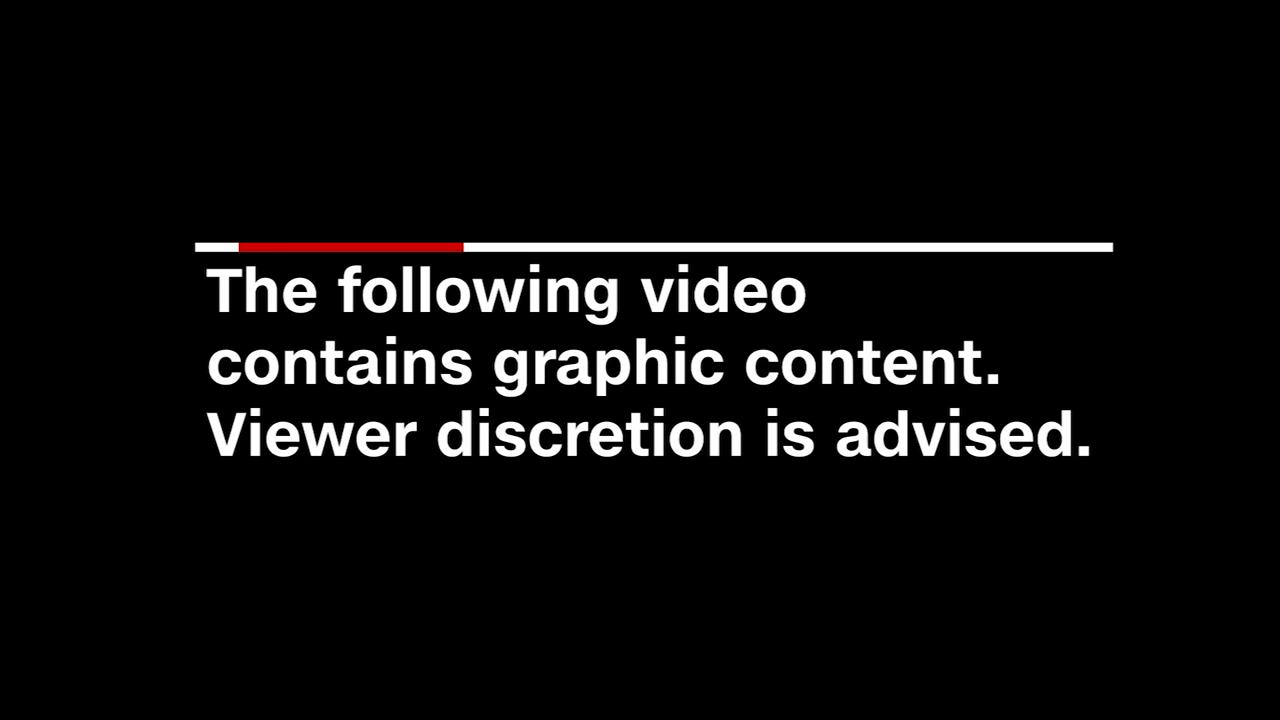 The following video
contains graphic content.
Viewer discretion is advised.